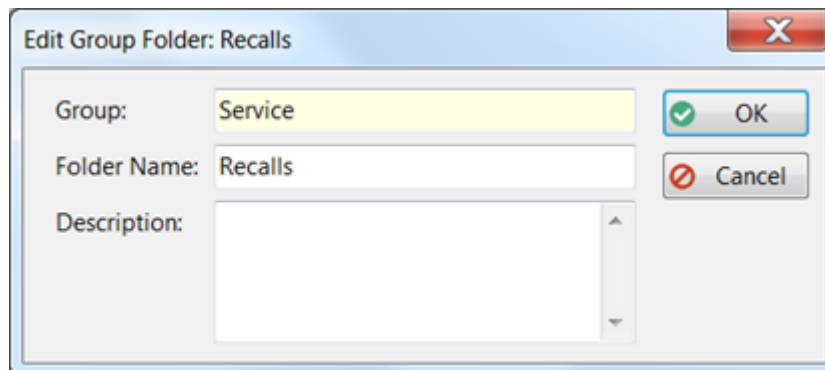 Edit Group Folder: Recalls
Group: Service
OK
Folder Name: Recalls
Cancel
Description: